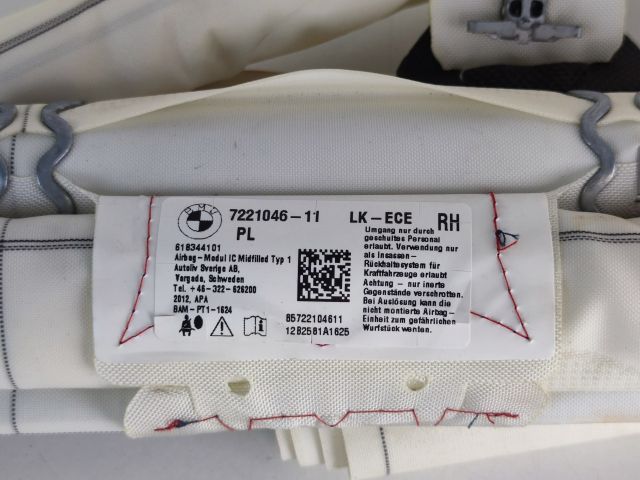 BMW
7221046-11 LK-ECE RH
PL
618344101
Airbag-Modul IC Midfilled Typ 1
Autoliv Sverige AB,
Vargada, Schweden
Tel. +46-322-626200
2012, APA
BAM-PT1-1624
Umgang nur durch
geschultes Personal
erlaubt. Verwendung nur
als Insassen-
Rückhaltesystem für
Kraftfahrzeuge erlaubt
Achtung - nur inerte
Gegenstände verschrotten.
Bei Auslösung kann die
nicht montierte Airbag-
Einheit zum gefährlichen
Wurfstück werden.
85722104611
12B2581A1625